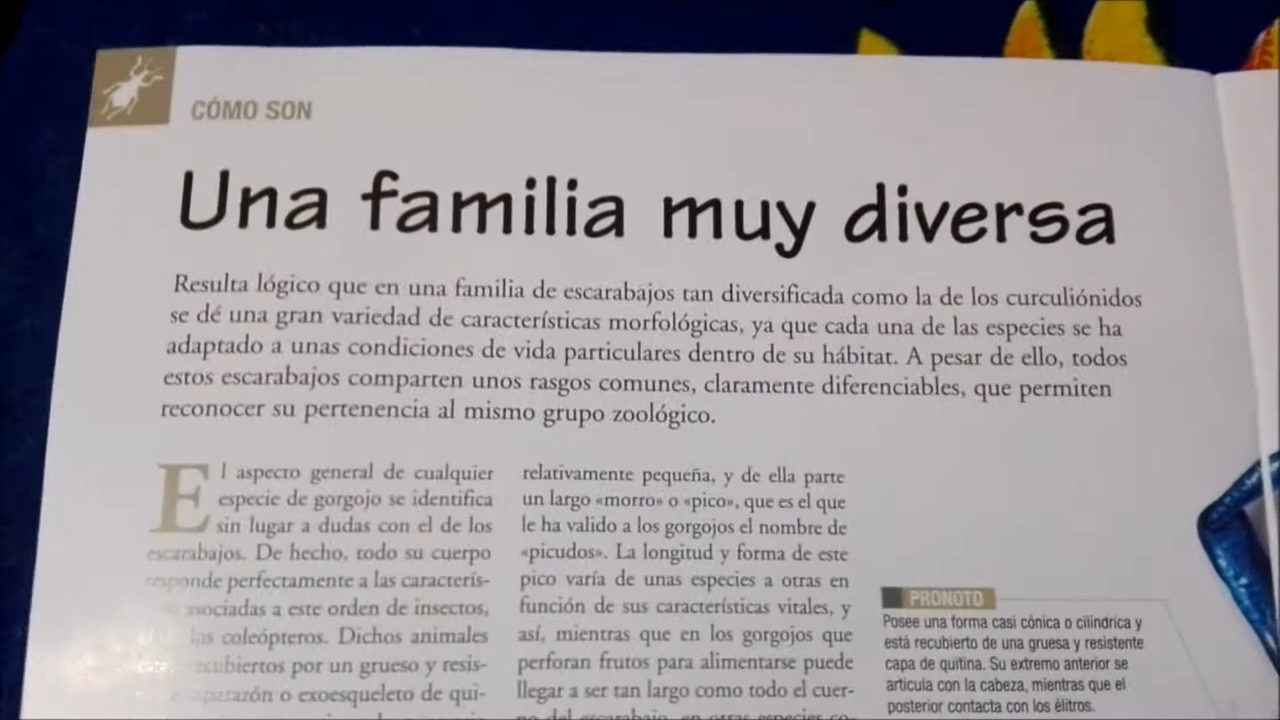 CÓMO SON
Una familia muy diversa
Resulta lógico que en una familia de escarabajos tan diversificada como la de los curculiónidos
se dé una gran variedad de características morfológicas, ya que cada una de las especies se ha
adaptado a unas condiciones de vida particulares dentro de su hábitat. A pesar de ello, todos
estos escarabajos comparten unos rasgos comunes, claramente diferenciables, que permiten
reconocer su pertenencia al mismo grupo zoológico.
El aspecto general de cualquier
especie de gorgojo se identifica
sin lugar a dudas con el de los
escarabajos. De hecho, todo su cuerpo
responde perfectamente a las caracterís-
asociadas a este orden de insectos,
los coleópteros. Dichos animales
recubiertos por un grueso y resis-
caparazón o exoesqueleto de qui-
relativamente pequeña, y de ella parte
un largo «morro» o «pico», que es el que
le ha valido a los gorgojos el nombre de
«picudos». La longitud y forma de este
pico varía de unas especies a otras en
función de sus características vitales, y
así, mientras que en los gorgojos que
perforan frutos para alimentarse puede
llegar a ser tan largo como todo el cuer-
po del escarabajo, en otras especies co-
PRONOTO
Posee una forma casi cónica o cilíndrica y
está recubierto de una gruesa y resistente
capa de quitina. Su extremo anterior se
articula con la cabeza, mientras que el
posterior contacta con los élitros.